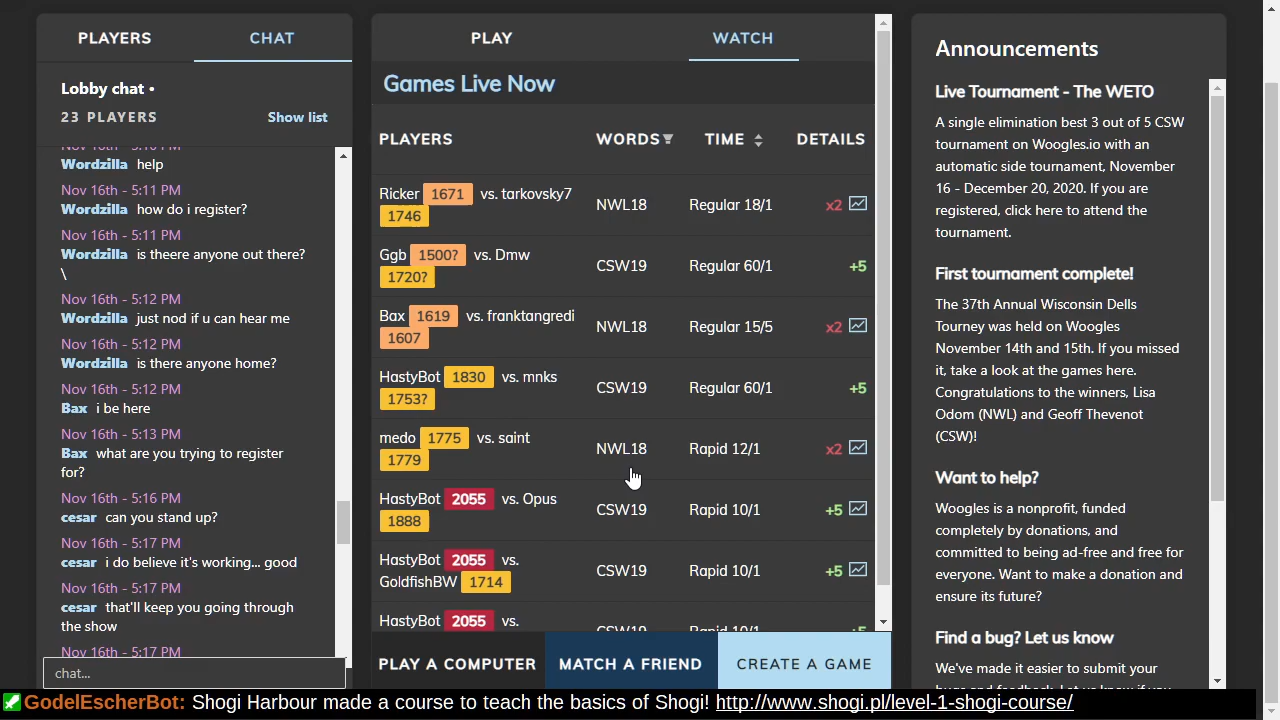 PLAYERS
CHAT
Lobby chat •
23 PLAYERS
Show list
Wordzilla help
Nov 16th - 5:11 PM
Wordzilla how do i register?
Nov 16th - 5:11 PM
Wordzilla is theere anyone out there?
\
Nov 16th - 5:12 PM
Wordzilla just nod if u can hear me
Nov 16th - 5:12 PM
Wordzilla is there anyone home?
Nov 16th - 5:12 PM
Bax i be here
Nov 16th - 5:13 PM
Bax what are you trying to register
for?
Nov 16th - 5:16 PM
cesar can you stand up?
Nov 16th - 5:17 PM
cesar i do believe it's working... good
Nov 16th - 5:17 PM
cesar that'll keep you going through
the show
Nov 16th - 5:17 PM
chat...
PLAY
WATCH
Games Live Now
PLAYERS WORDS TIME DETAILS
Ricker 1671 vs. tarkovsky7
1746
NWL18 Regular 18/1 x2
Ggb 1500? vs. Dmw
1720?
CSW19 Regular 60/1 +5
Bax 1619 vs. franktangredi
1607
NWL18 Regular 15/5 x2
HastyBot 1830 vs. mnks
1753?
CSW19 Regular 60/1 +5
medo 1775 vs. saint
1779
NWL18 Rapid 12/1 x2
HastyBot 2055 vs. Opus
1888
CSW19 Rapid 10/1 +5
HastyBot 2055 vs.
GoldfishBW 1714
CSW19 Rapid 10/1 +5
HastyBot 2055 vs.
CSW19 Rapid 10/1 +5
PLAY A COMPUTER
MATCH A FRIEND
CREATE A GAME
Announcements
Live Tournament - The WETO
A single elimination best 3 out of 5 CSW
tournament on Woogles.io with an
automatic side tournament, November
16 - December 20, 2020. If you are
registered, click here to attend the
tournament.
First tournament complete!
The 37th Annual Wisconsin Dells
Tourney was held on Woogles
November 14th and 15th. If you missed
it, take a look at the games here.
Congratulations to the winners, Lisa
Odom (NWL) and Geoff Thevenot
(CSW)!
Want to help?
Woogles is a nonprofit, funded
completely by donations, and
committed to being ad-free and free for
everyone. Want to make a donation and
ensure its future?
Find a bug? Let us know
We've made it easier to submit your
GodelEscherBot: Shogi Harbour made a course to teach the basics of Shogi! http://www.shogi.pl/level-1-shogi-course/